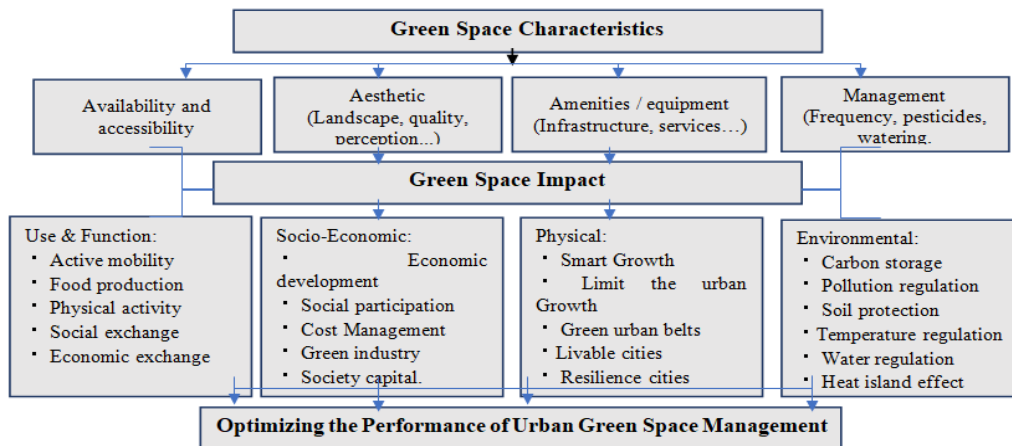 Green Space Characteristics
Availability and
accessibility
Aesthetic
(Landscape, quality,
perception...)
Amenities / equipment
(Infrastructure, services…)
Management
(Frequency, pesticides,
watering.
Green Space Impact
Use & Function:
▪ Active mobility
▪ Food production
▪ Physical activity
▪ Social exchange
▪ Economic exchange
Socio-Economic:
▪ Economic
development
▪ Social participation
▪ Cost Management
▪ Green industry
▪ Society capital.
Physical:
▪ Smart Growth
▪ Limit the urban
Growth
▪ Green urban belts
▪ Livable cities
▪ Resilience cities
Environmental:
▪ Carbon storage
▪ Pollution regulation
▪ Soil protection
▪ Temperature regulation
▪ Water regulation
▪ Heat island effect
Optimizing the Performance of Urban Green Space Management